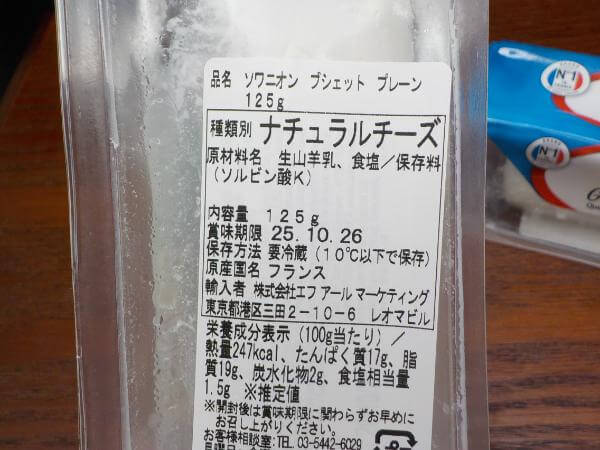 品名 ソワニオン ブシェット プレーン
125g
種類別 ナチュラルチーズ
原材料名 生山羊乳、食塩／保存料
（ソルビン酸K）
内容量 125g
賞味期限 25.10.26
保存方法 要冷蔵（10℃以下で保存）
原産国名 フランス
輸入者 株式会社エフ アール マーケティング
東京都港区三田2-10-6 レオマビル
栄養成分表示（100g当たり）／
熱量247kcal、たんぱく質17g、脂
質19g、炭水化物2g、食塩相当量
1.5g ※推定値
※開封後は賞味期限に関わらずお早めに
お召し上がりください。
お客様相談室:TEL 03-5442-6029
N°1
N°1